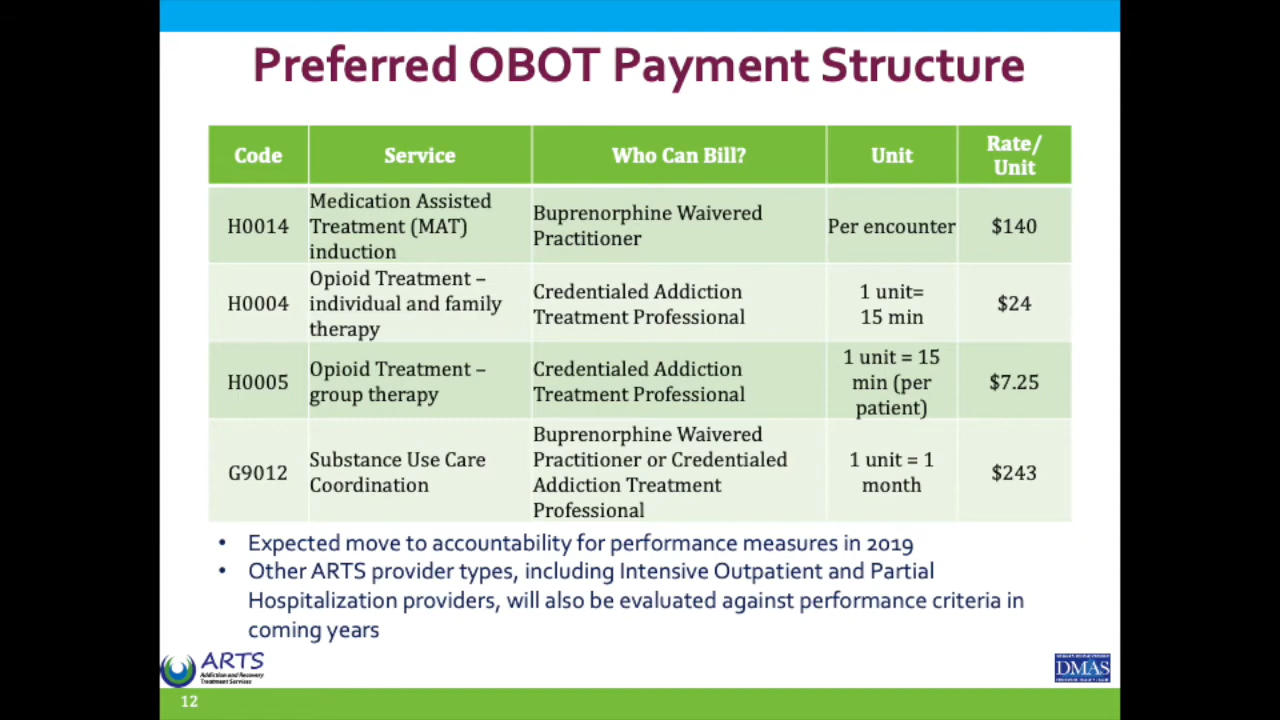 Preferred OBOT Payment Structure
Code
Service
Who Can Bill?
Unit
Rate/
Unit
H0014
Medication Assisted
Treatment (MAT)
induction
Buprenorphine Waivered
Practitioner
Per encounter
$140
H0004
Opioid Treatment –
individual and family
therapy
Credentialed Addiction
Treatment Professional
1 unit=
15 min
$24
H0005
Opioid Treatment –
group therapy
Credentialed Addiction
Treatment Professional
1 unit = 15
min (per
patient)
$7.25
G9012
Substance Use Care
Coordination
Buprenorphine Waivered
Practitioner or Credentialed
Addiction Treatment
Professional
1 unit = 1
month
$243
• Expected move to accountability for performance measures in 2019
• Other ARTS provider types, including Intensive Outpatient and Partial
Hospitalization providers, will also be evaluated against performance criteria in
coming years
ARTS
Addiction and Recovery
Treatment Services
DMAS
12